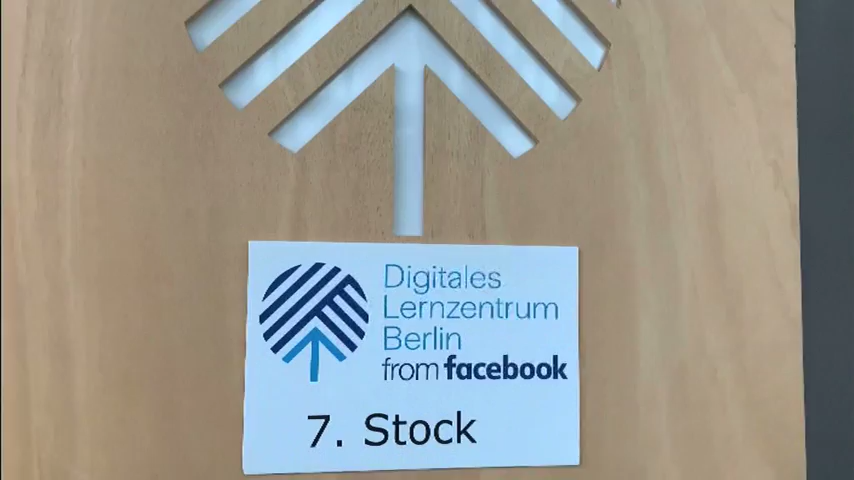 Digitales
Lernzentrum
Berlin
from facebook
7. Stock